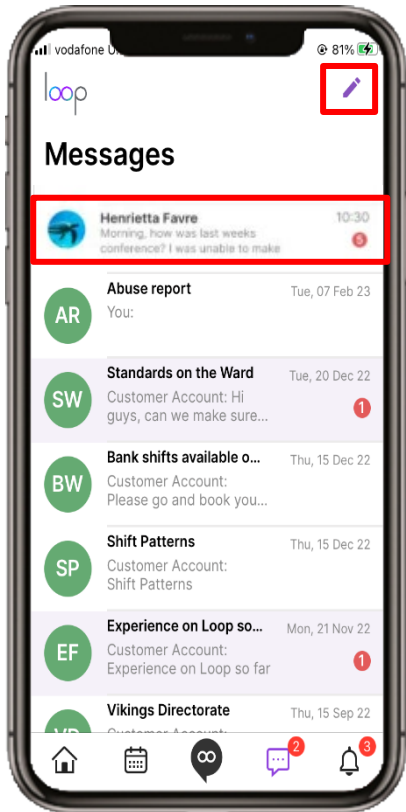 vodafone U
81%
loop
Messages
Henrietta Favre 10:30
Morning, how was last weeks 5
conference? I was unable to make
AR Abuse report Tue, 07 Feb 23
You:
SW Standards on the Ward Tue, 20 Dec 22
Customer Account: Hi
guys, can we make sure... 1
BW Bank shifts available o... Thu, 15 Dec 22
Customer Account:
Please go and book you...
SP Shift Patterns Thu, 15 Dec 22
Customer Account:
Shift Patterns
EF Experience on Loop so... Mon, 21 Nov 22
Customer Account:
Experience on Loop so far 1
Vikings Directorate Thu, 15 Sep 22
2 3